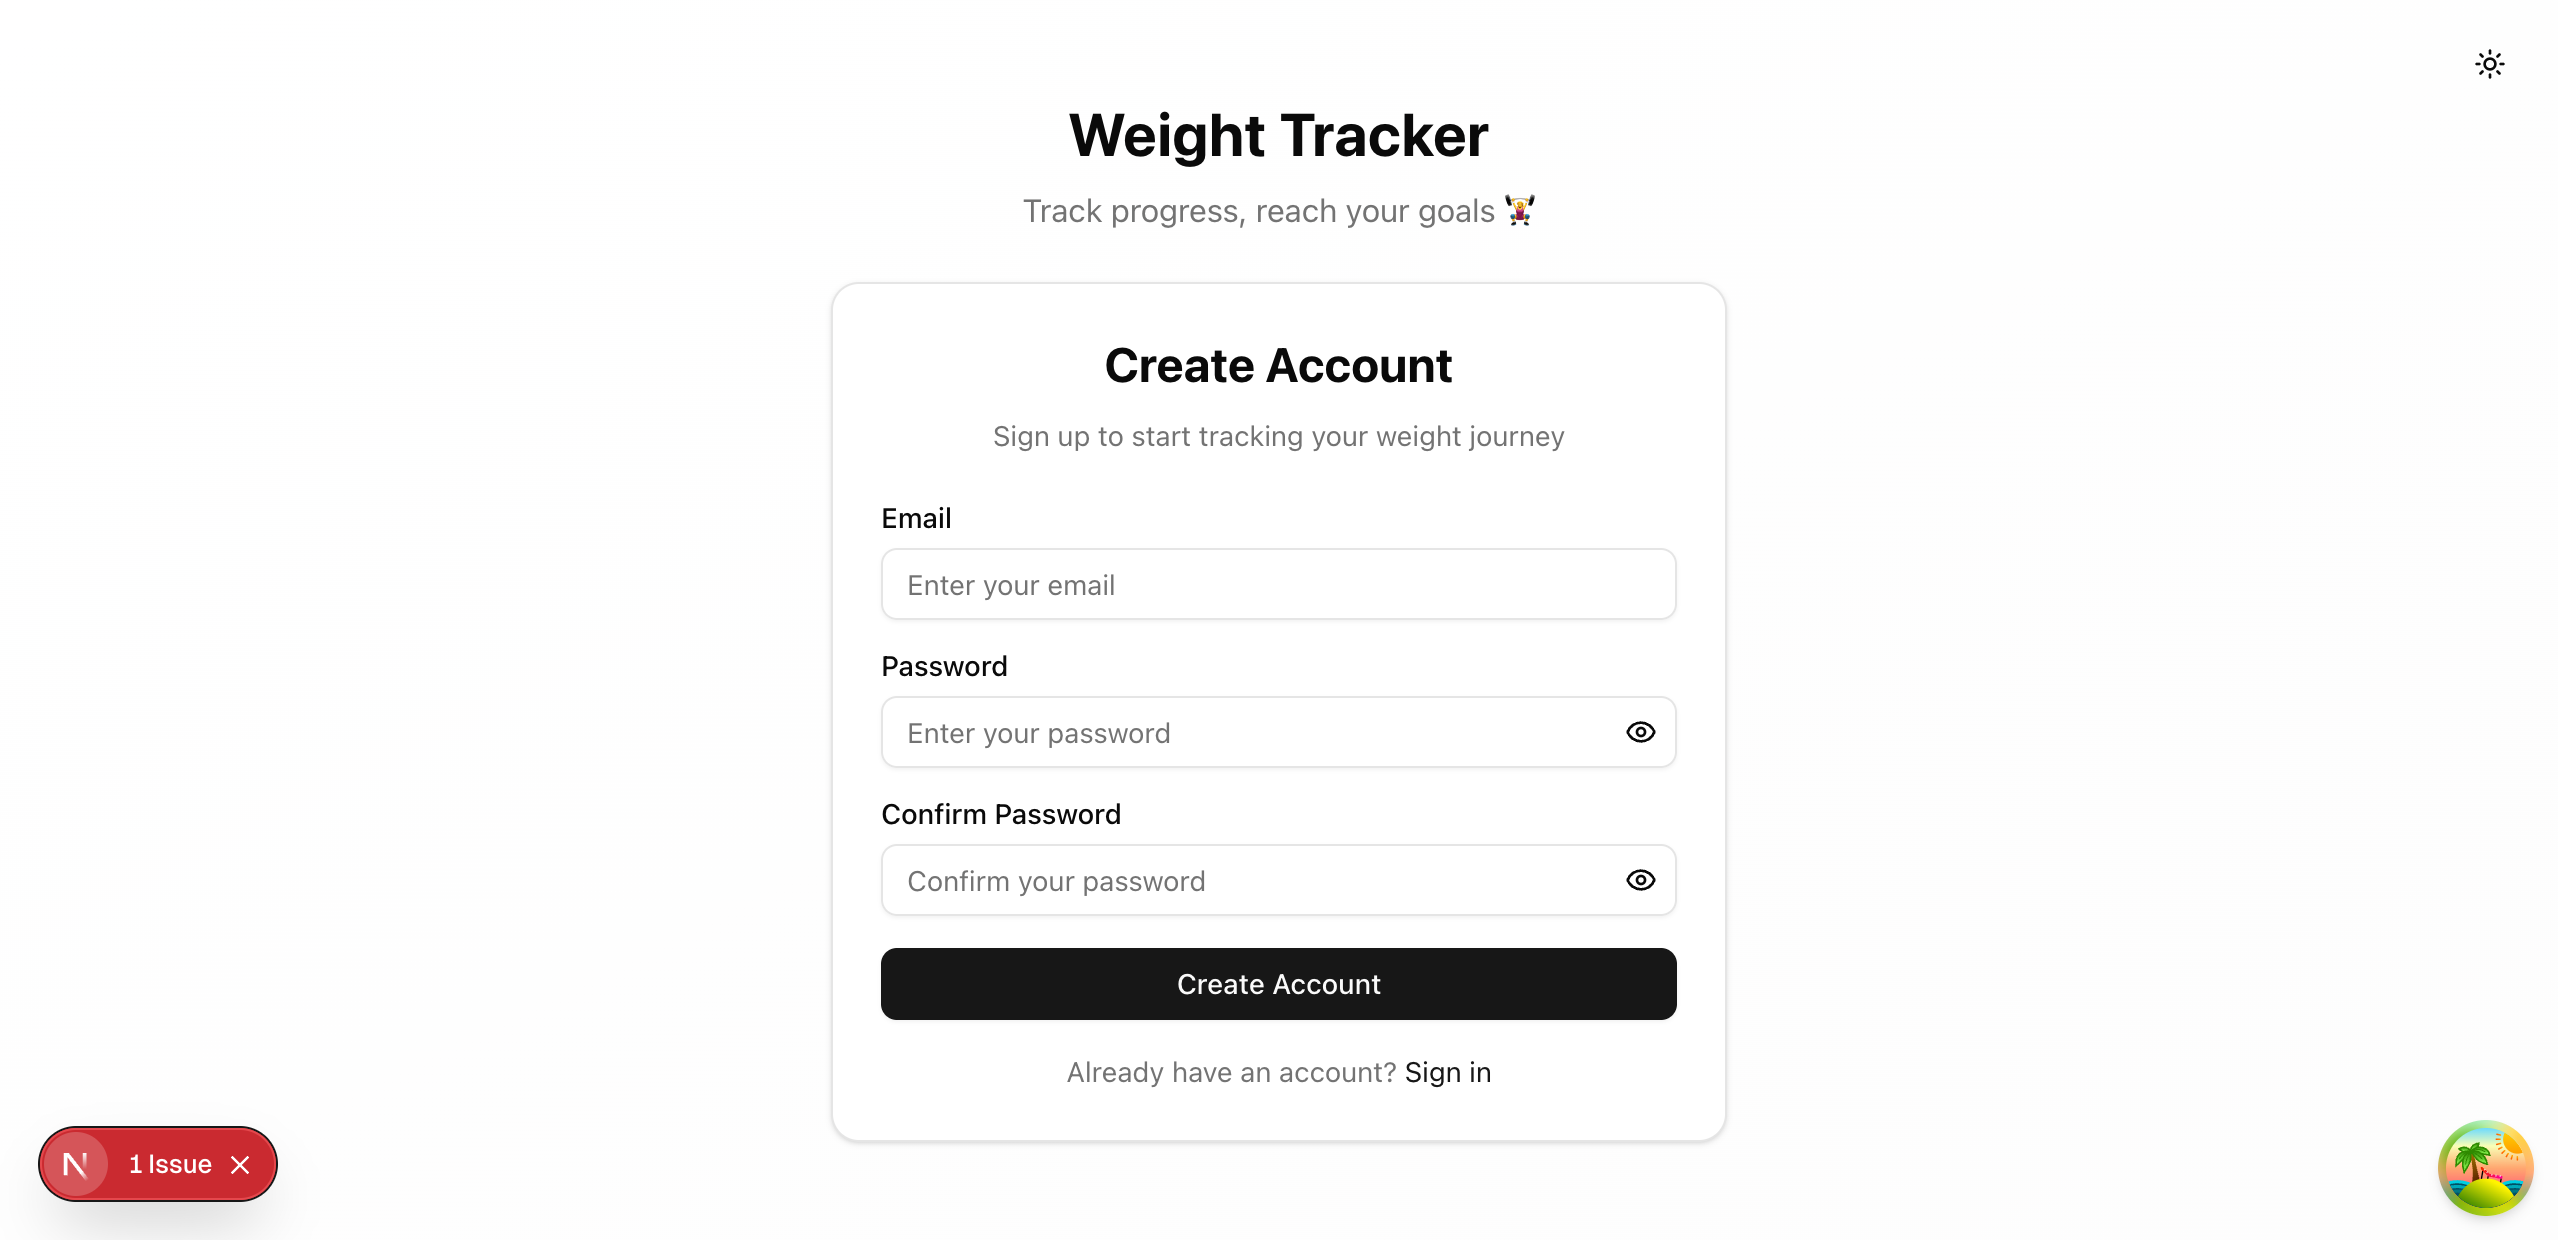 Weight Tracker
Track progress, reach your goals 🏋️‍♀️
Create Account
Sign up to start tracking your weight journey
Email
Enter your email
Password
Enter your password
Confirm Password
Confirm your password
Create Account
Already have an account? Sign in
N 1 Issue